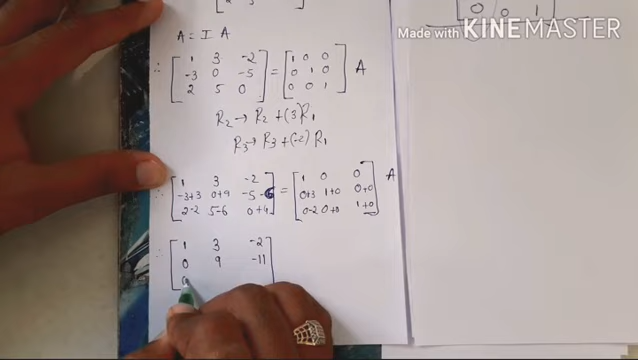 [ 2 ]
0 0 1
Made with KINEMASTER
A = I A
∴ [ 1 3 -2 ] = [ 1 0 0 ] A
[ -3 0 -5 ] [ 0 1 0 ]
[ 2 5 0 ] [ 0 0 1 ]
R₂ → R₂ + (3) R₁
R₃ → R₃ + (-2) R₁
∴ [ 1 3 -2 ] = [ 1 0 0 ] A
[ -3+3 0+9 -5-6 ] [ 0+3 1+0 0+0 ]
[ 2-2 5-6 0+4 ] [ 0-2 0+0 1+0 ]
∴ [ 1 3 -2 ]
[ 0 9 -11 ]